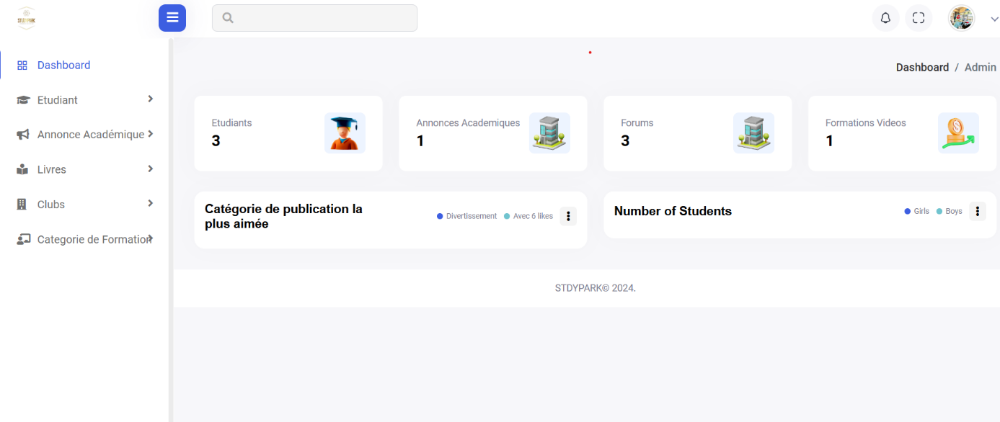 STDYPARK
Dashboard
Etudiant
Annonce Académique
Livres
Clubs
Categorie de Formation
Dashboard / Admin
Etudiants
3
Annonces Academiques
1
Forums
3
Formations Videos
1
Catégorie de publication la
plus aimée
Divertissement
Avec 6 likes
Number of Students
Girls
Boys
STDYPARK© 2024.